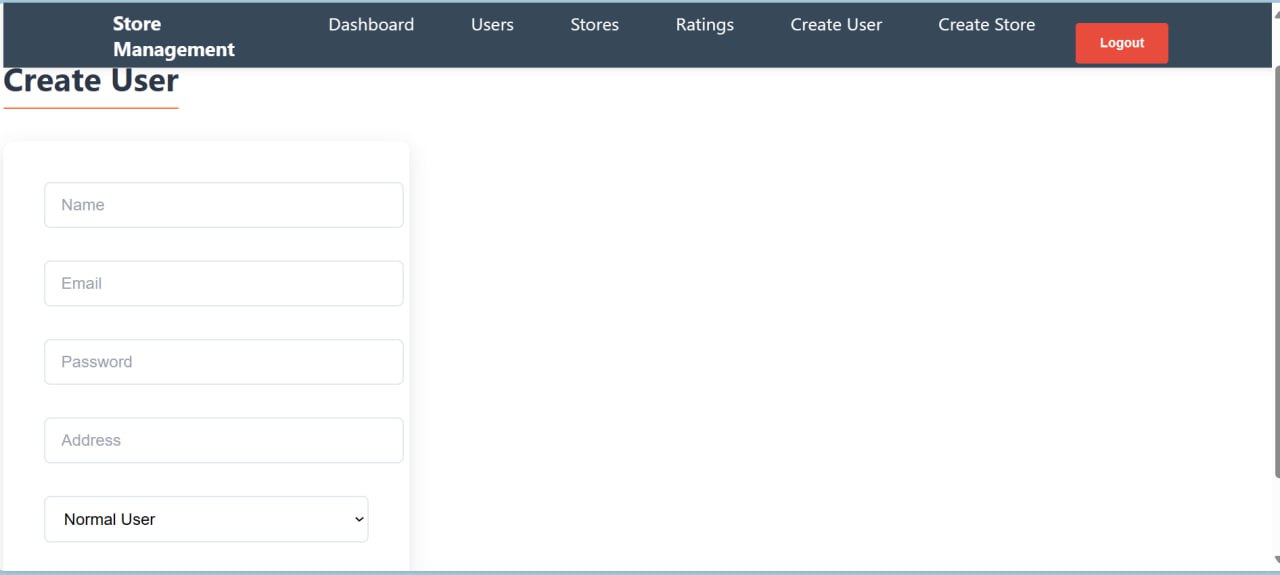 Store
Management
Dashboard
Users
Stores
Ratings
Create User
Create Store
Logout
Create User
Name
Email
Password
Address
Normal User